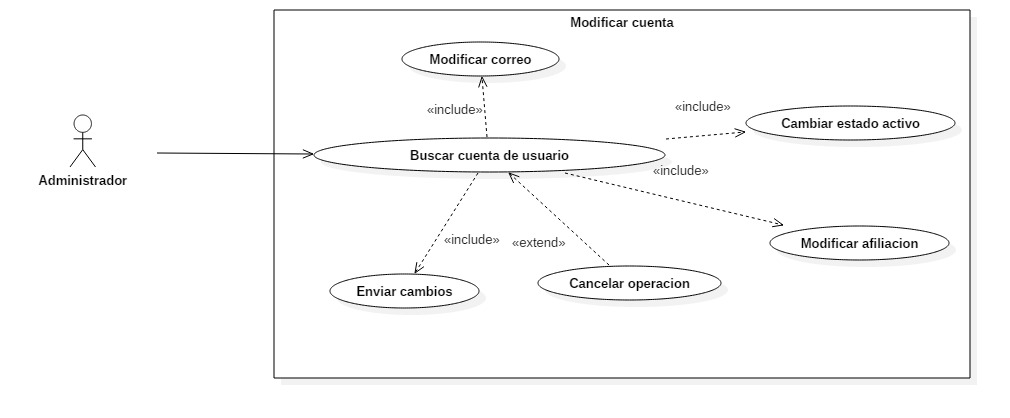 Modificar cuenta
Modificar correo
«include»
«include»
Cambiar estado activo
Administrador
Buscar cuenta de usuario
«include»
«include»
«extend»
Modificar afiliacion
Enviar cambios
Cancelar operacion